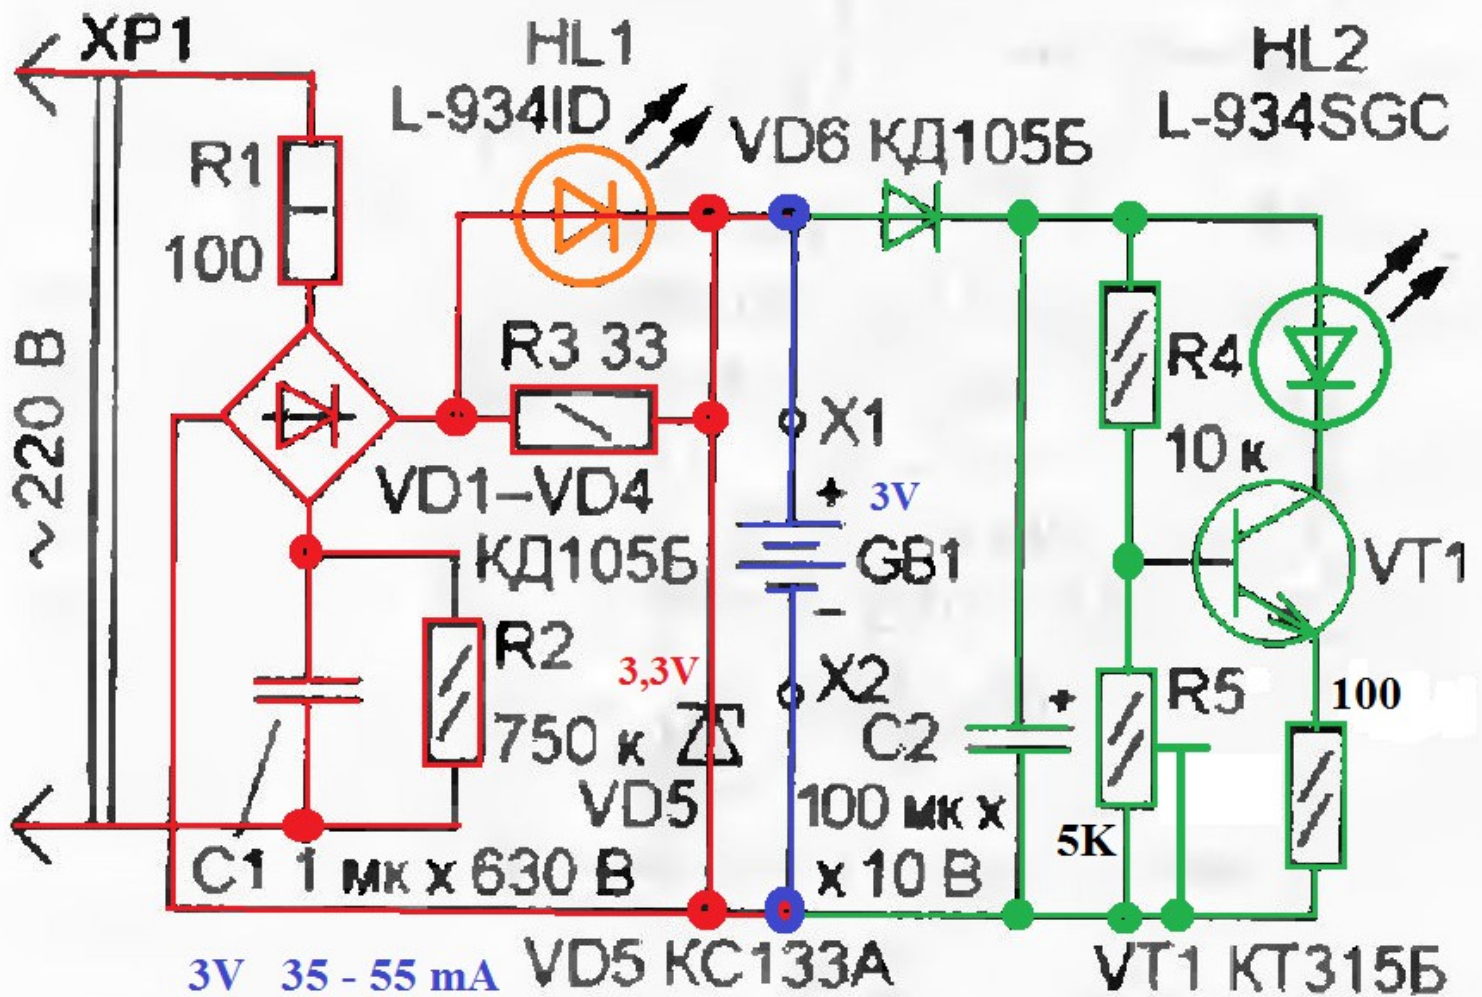 XP1
HL1
L-934ID
HL2
L-934SGC
VD6 КД105Б
R1
100
~220 В
R3 33
VD1–VD4
КД105Б
X1
+ 3V
GB1
−
R4
10 к
VT1
R2
750 к
3,3V
VD5
X2
C2
+
100 мк х
х 10 В
R5
5K
100
C1 1 мк х 630 В
3V 35 - 55 mA
VD5 КС133А
VT1 КТ315Б